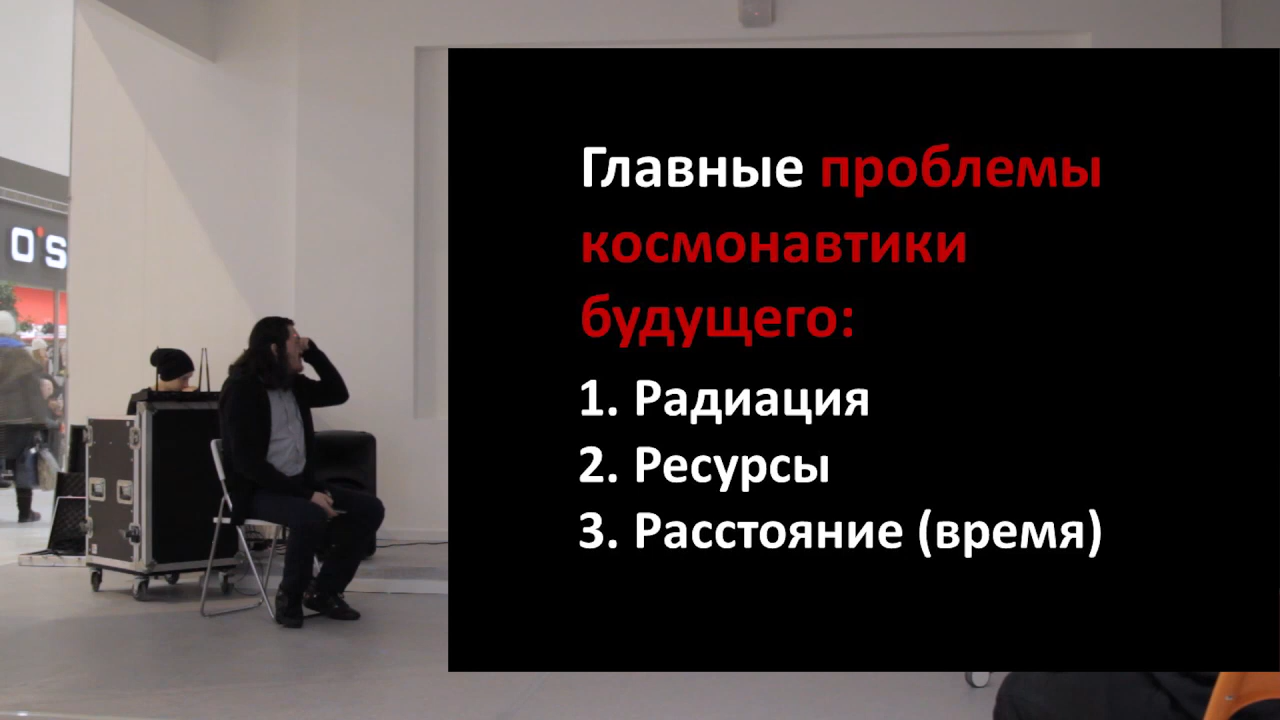 O's
Главные проблемы
космонавтики
будущего:
1. Радиация
2. Ресурсы
3. Расстояние (время)